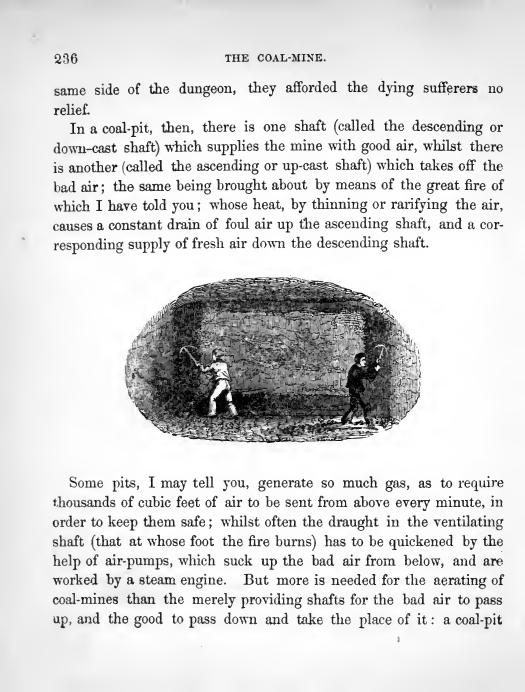 236 THE COAL-MINE.
same side of the dungeon, they afforded the dying sufferers no
relief.
In a coal-pit, then, there is one shaft (called the descending or
down-cast shaft) which supplies the mine with good air, whilst there
is another (called the ascending or up-cast shaft) which takes off the
bad air; the same being brought about by means of the great fire of
which I have told you; whose heat, by thinning or rarifying the air,
causes a constant drain of foul air up the ascending shaft, and a cor-
responding supply of fresh air down the descending shaft.
Some pits, I may tell you, generate so much gas, as to require
thousands of cubic feet of air to be sent from above every minute, in
order to keep them safe; whilst often the draught in the ventilating
shaft (that at whose foot the fire burns) has to be quickened by the
help of air-pumps, which suck up the bad air from below, and are
worked by a steam engine. But more is needed for the aerating of
coal-mines than the merely providing shafts for the bad air to pass
up, and the good to pass down and take the place of it: a coal-pit